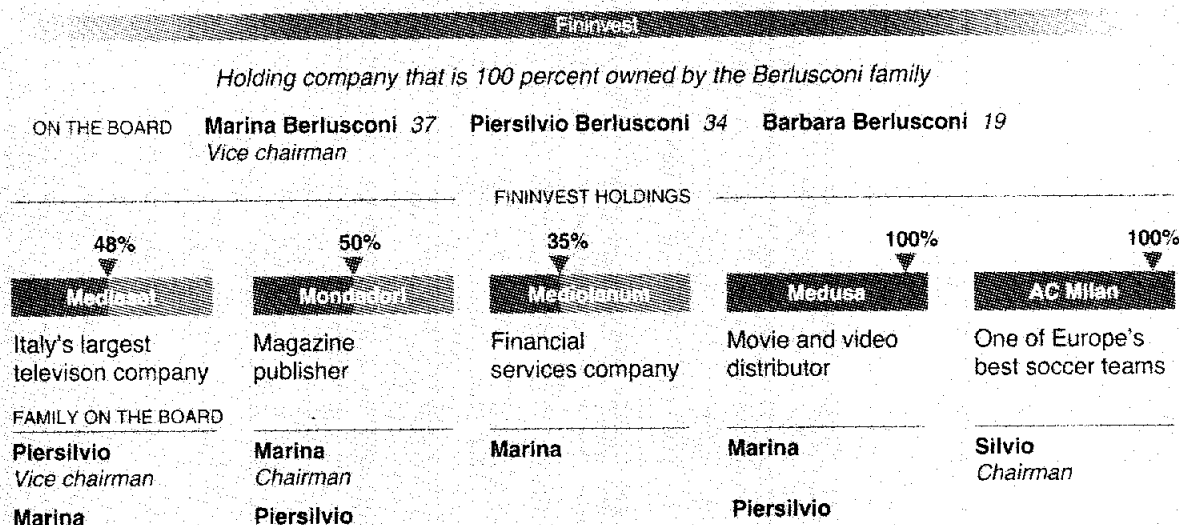 Fininvest
Holding company that is 100 percent owned by the Berlusconi family
ON THE BOARD Marina Berlusconi 37 Piersilvio Berlusconi 34 Barbara Berlusconi 19
Vice chairman
FININVEST HOLDINGS
48% 50% 35% 100% 100%
Mediaset Mondadori Mediolanum Medusa AC Milan
Italy's largest Magazine Financial Movie and video One of Europe's
televison company publisher services company distributor best soccer teams
FAMILY ON THE BOARD
Piersilvio Marina Marina Marina Silvio
Vice chairman Chairman Chairman
Marina Piersilvio Piersilvio